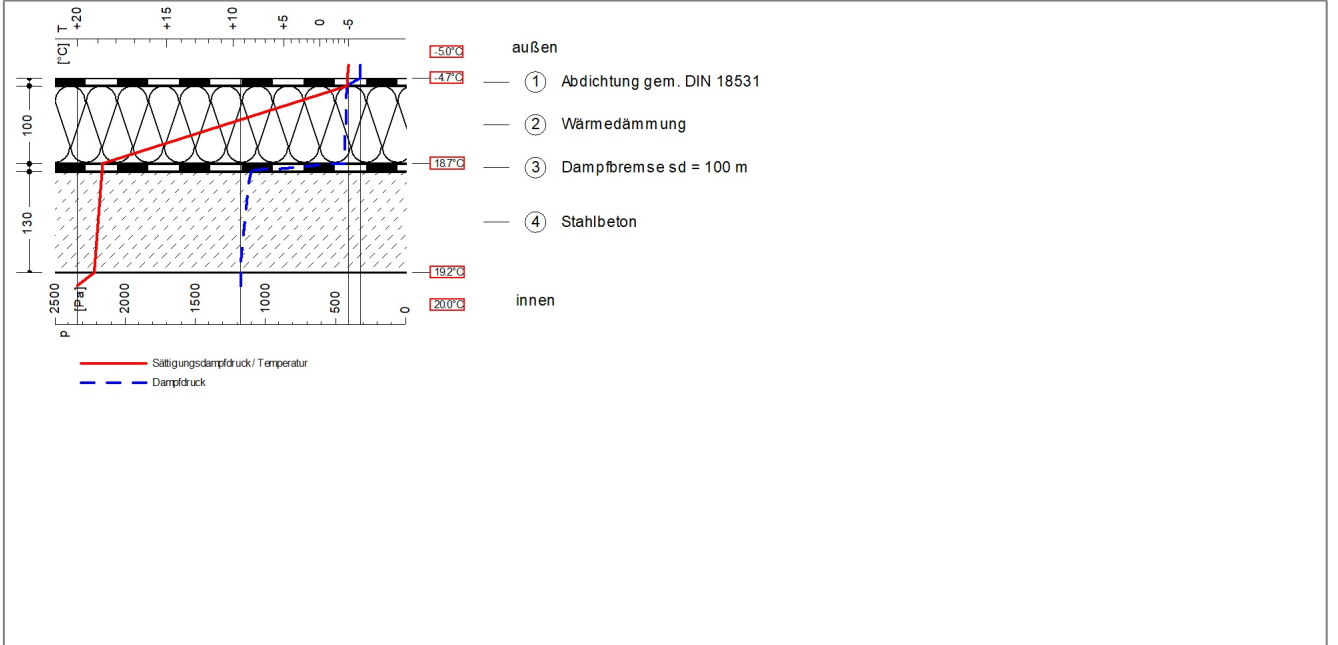 T
[°C]
+20
+15
+10
+5
0
-5
-5.0°C
außen
-4.7°C
1 Abdichtung gem. DIN 18531
100
2 Wärmedämmung
18.7°C
3 Dampfbremse sd = 100 m
130
4 Stahlbeton
19.2°C
20.0°C
innen
p
[Pa]
2500
2000
1500
1000
500
0
Sättigungsdampfdruck / Temperatur
Dampfdruck